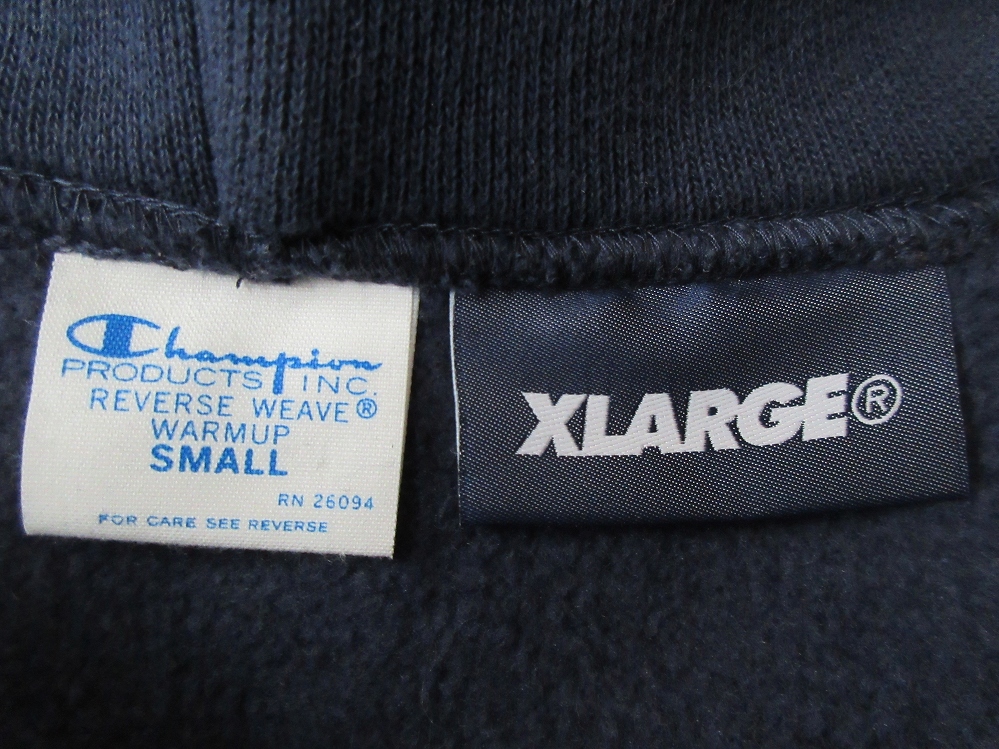 Champion
PRODUCTS INC.
REVERSE WEAVE®
WARMUP
SMALL
RN 26094
FOR CARE SEE REVERSE
XLARGE®